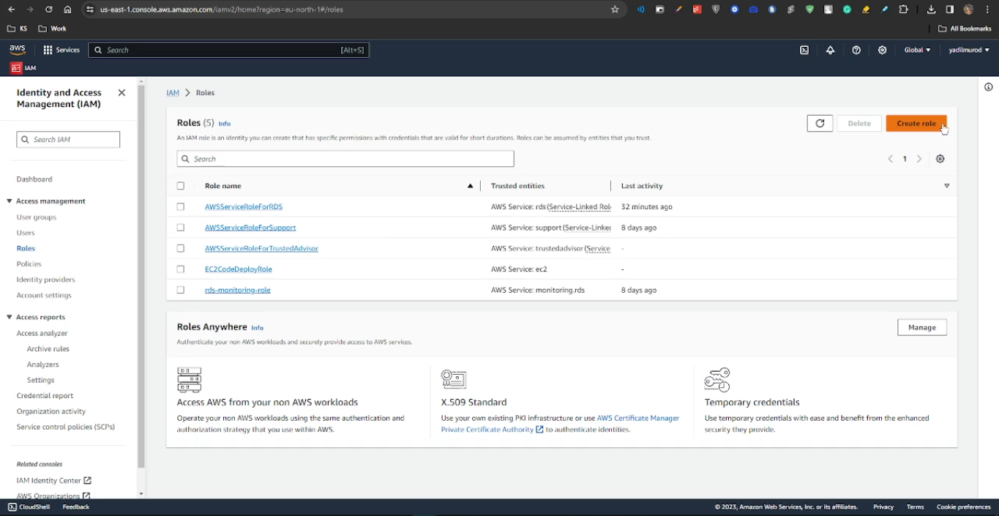 us-east-1.console.aws.amazon.com/iamv2/home?region=eu-north-1#/roles
KS Work All Bookmarks
aws Services Search [Alt+S] Global yadilmurod
IAM
Identity and Access Management (IAM)
Search IAM
Dashboard
Access management
User groups
Users
Roles
Policies
Identity providers
Account settings
Access reports
Access analyzer
Archive rules
Analyzers
Settings
Credential report
Organization activity
Service control policies (SCPs)
Related consoles
IAM Identity Center
AWS Organizations
IAM > Roles
Roles (5) Info Delete Create role
An IAM role is an identity you can create that has specific permissions with credentials that are valid for short durations. Roles can be assumed by entities that you trust.
Search 1
Role name Trusted entities Last activity
AWSServiceRoleForRDS AWS Service: rds (Service-Linked Rol 32 minutes ago
AWSServiceRoleForSupport AWS Service: support (Service-Linked 8 days ago
AWSServiceRoleForTrustedAdvisor AWS Service: trustedadvisor (Service -
EC2CodeDeployRole AWS Service: ec2 -
rds-monitoring-role AWS Service: monitoring.rds 8 days ago
Roles Anywhere Info Manage
Authenticate your non AWS workloads and securely provide access to AWS services.
Access AWS from your non AWS workloads
Operate your non AWS workloads using the same authentication and
authorization strategy that you use within AWS.
X.509 Standard
Use your own existing PKI infrastructure or use AWS Certificate Manager
Private Certificate Authority to authenticate identities.
Temporary credentials
Use temporary credentials with ease and benefit from the enhanced
security they provide.
CloudShell Feedback © 2023, Amazon Web Services, Inc. or its affiliates. Privacy Terms Cookie preferences